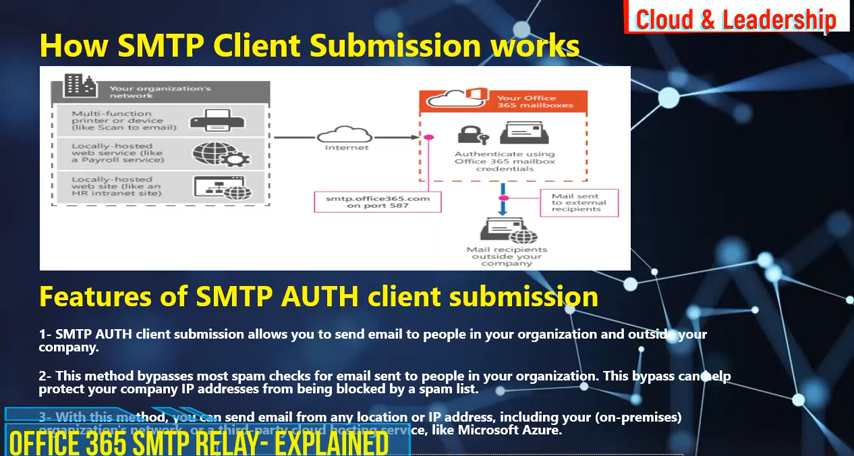 Cloud & Leadership
How SMTP Client Submission works
Your organization's
network
Multi-function
printer or device
(like Scan to email)
Locally-hosted
web service (like
a Payroll service)
Locally-hosted
web site (like an
HR intranet site)
Internet
smtp.office365.com
on port 587
Your Office
365 mailboxes
Authenticate using
Office 365 mailbox
credentials
Mail sent
to external
recipients
Mail recipients
outside your
company
Features of SMTP AUTH client submission
1- SMTP AUTH client submission allows you to send email to people in your organization and outside your
company.
2- This method bypasses most spam checks for email sent to people in your organization. This bypass can help
protect your company IP addresses from being blocked by a spam list.
3- With this method, you can send email from any location or IP address, including your (on-premises)
organization's network, or a third-party cloud hosting service, like Microsoft Azure.
OFFICE 365 SMTP RELAY- EXPLAINED